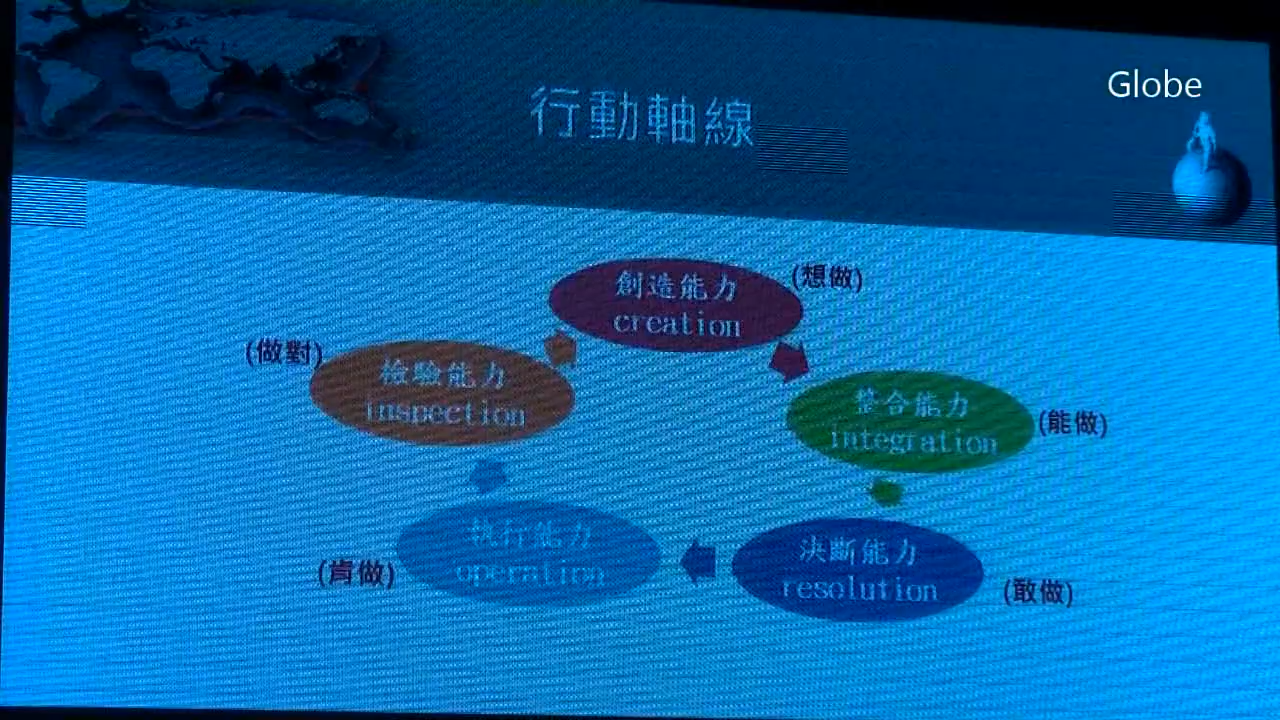 Globe
行動軸線
創造能力
creation
(想做)
整合能力
integration
(能做)
決斷能力
resolution
(敢做)
執行能力
operation
(肯做)
檢驗能力
inspection
(做對)